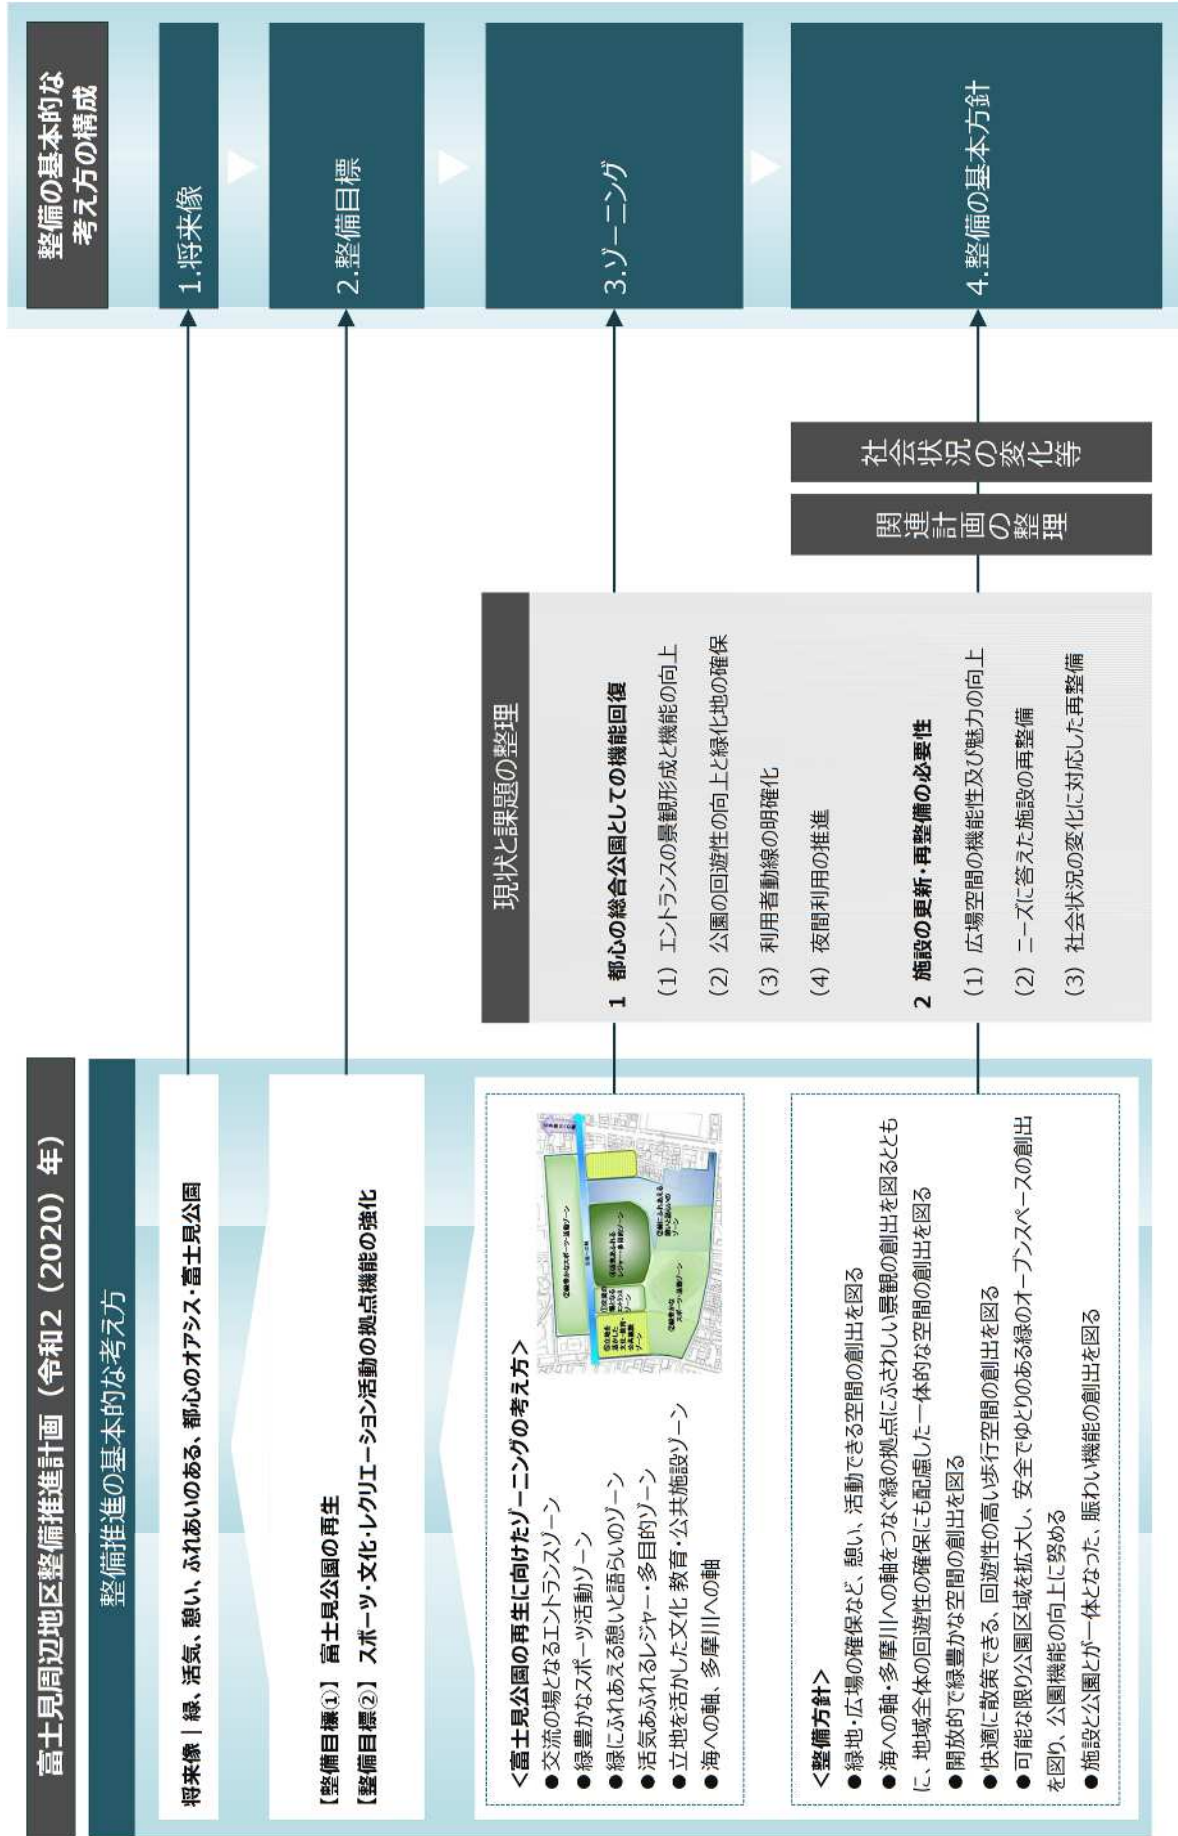 富士見周辺地区整備推進計画（令和2（2020）年）
整備推進の基本的な考え方
将来像｜緑、活気、憩い、ふれあいのある、都心のオアシス・富士見公園
【整備目標①】 富士見公園の再生
【整備目標②】 スポーツ・文化・レクリエーション活動の拠点機能の強化
<富士見公園の再生に向けたゾーニングの考え方>
●交流の場となるエントランスゾーン
●緑豊かなスポーツ活動ゾーン
●緑にふれあえる憩いと語らいのゾーン
●活気あふれるレジャー・多目的ゾーン
●立地を活かした文化 教育・公共施設ゾーン
●海への軸、多摩川への軸
<整備方針>
●緑地・広場の確保など、憩い、活動できる空間の創出を図る
●海への軸・多摩川への軸をつなぐ緑の拠点にふさわしい景観の創出を図るととも
に、地域全体の回遊性の確保にも配慮した一体的な空間の創出を図る
●開放的で緑豊かな空間の創出を図る
●快適に散策できる、回遊性の高い歩行空間の創出を図る
●可能な限り公園区域を拡大し、安全でゆとりのある緑のオープンスペースの創出
を図り、公園機能の向上に努める
●施設と公園とが一体となった、賑わい機能の創出を図る
現状と課題の整理
1 都心の総合公園としての機能回復
（1）エントランスの景観形成と機能の向上
（2）公園の回遊性の向上と緑化地の確保
（3）利用者動線の明確化
（4）夜間利用の推進
2 施設の更新・再整備の必要性
（1）広場空間の機能性及び魅力の向上
（2）ニーズに答えた施設の再整備
（3）社会状況の変化に対応した再整備
関連計画の整理
社会状況の変化等
整備の基本的な
考え方の構成
1.将来像
2.整備目標
3.ゾーニング
4.整備の基本方針